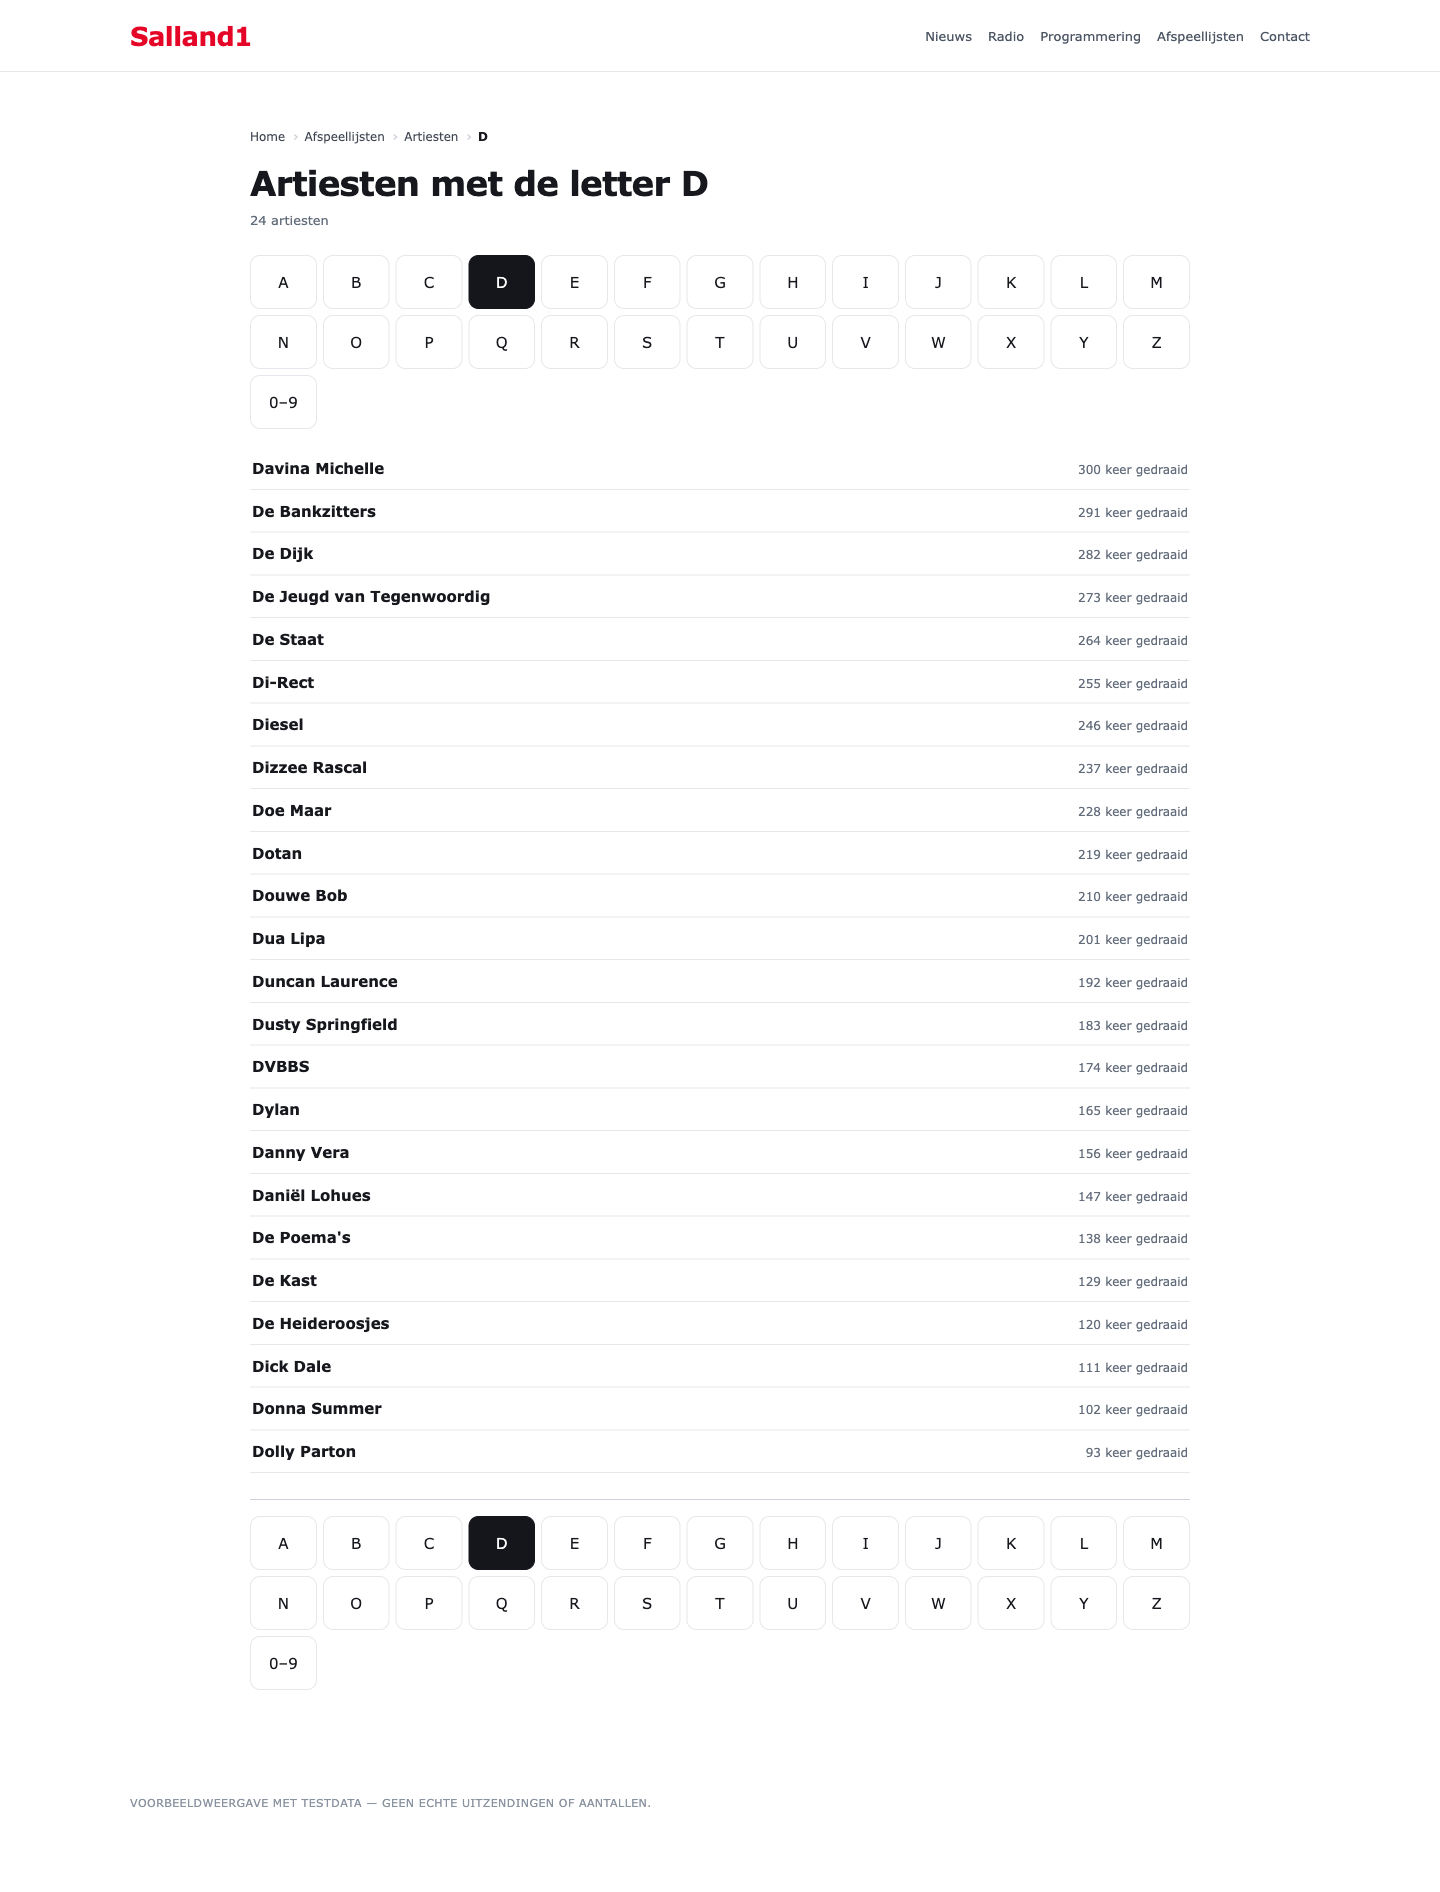 Salland1
Nieuws Radio Programmering Afspeellijsten Contact
Home › Afspeellijsten › Artiesten › D
Artiesten met de letter D
24 artiesten
A B C D E F G H I J K L M
N O P Q R S T U V W X Y Z
0–9
Davina Michelle 300 keer gedraaid
De Bankzitters 291 keer gedraaid
De Dijk 282 keer gedraaid
De Jeugd van Tegenwoordig 273 keer gedraaid
De Staat 264 keer gedraaid
Di-Rect 255 keer gedraaid
Diesel 246 keer gedraaid
Dizzee Rascal 237 keer gedraaid
Doe Maar 228 keer gedraaid
Dotan 219 keer gedraaid
Douwe Bob 210 keer gedraaid
Dua Lipa 201 keer gedraaid
Duncan Laurence 192 keer gedraaid
Dusty Springfield 183 keer gedraaid
DVBBS 174 keer gedraaid
Dylan 165 keer gedraaid
Danny Vera 156 keer gedraaid
Daniël Lohues 147 keer gedraaid
De Poema's 138 keer gedraaid
De Kast 129 keer gedraaid
De Heideroosjes 120 keer gedraaid
Dick Dale 111 keer gedraaid
Donna Summer 102 keer gedraaid
Dolly Parton 93 keer gedraaid
A B C D E F G H I J K L M
N O P Q R S T U V W X Y Z
0–9
VOORBEELDWEERGAVE MET TESTDATA — GEEN ECHTE UITZENDINGEN OF AANTALLEN.